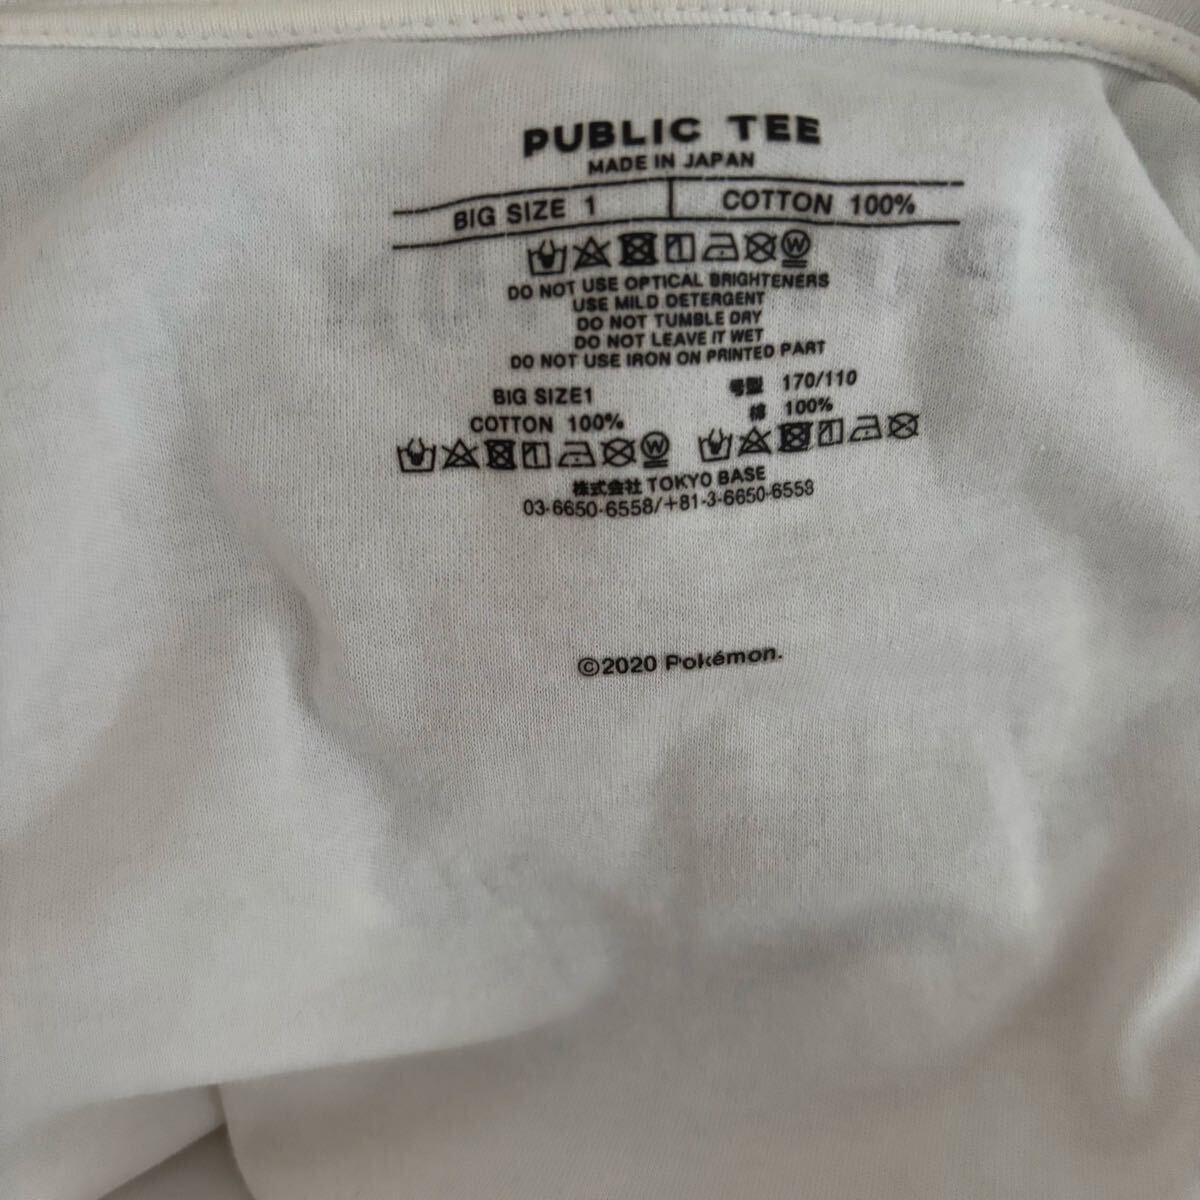 PUBLIC TEE
MADE IN JAPAN
BIG SIZE 1 COTTON 100%
DO NOT USE OPTICAL BRIGHTENERS
USE MILD DETERGENT
DO NOT TUMBLE DRY
DO NOT LEAVE IT WET
DO NOT USE IRON ON PRINTED PART
BIG SIZE1 号型 170/110
COTTON 100% 棉 100%
株式会社 TOKYO BASE
03-6650-6558/+81-3-6650-6558
©2020 Pokémon.